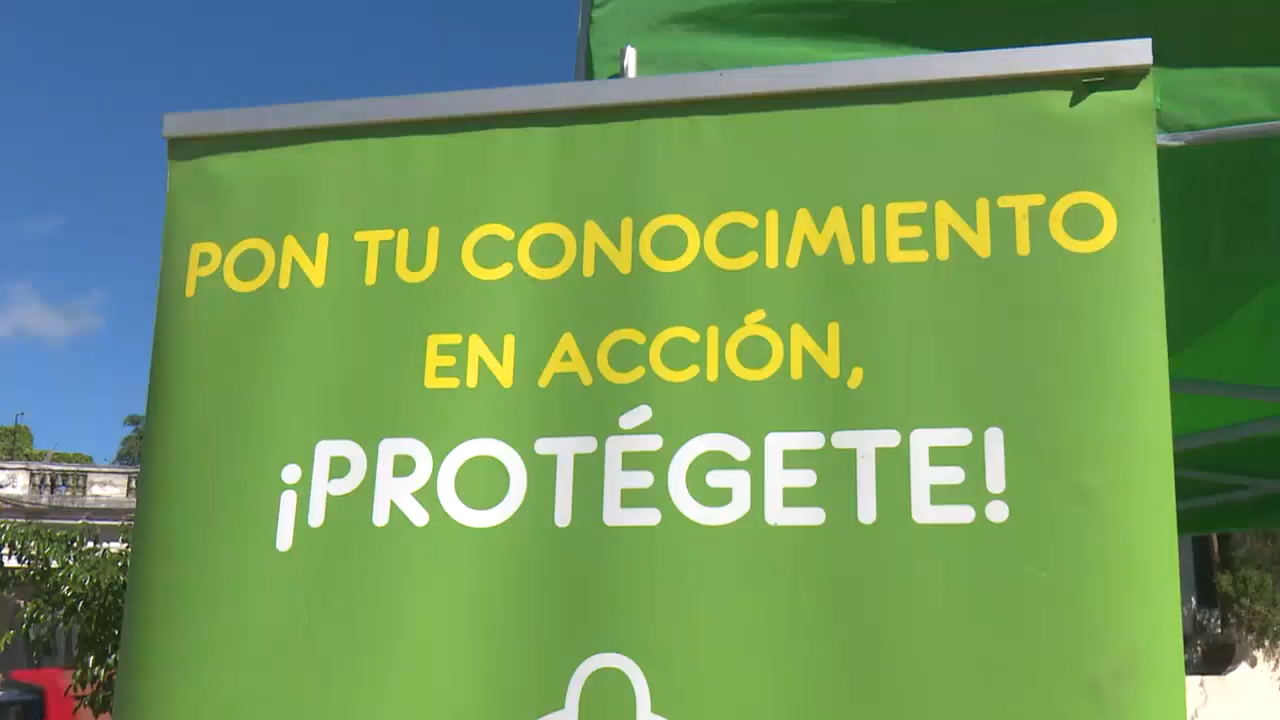 PON TU CONOCIMIENTO
EN ACCIÓN,
¡PROTÉGETE!